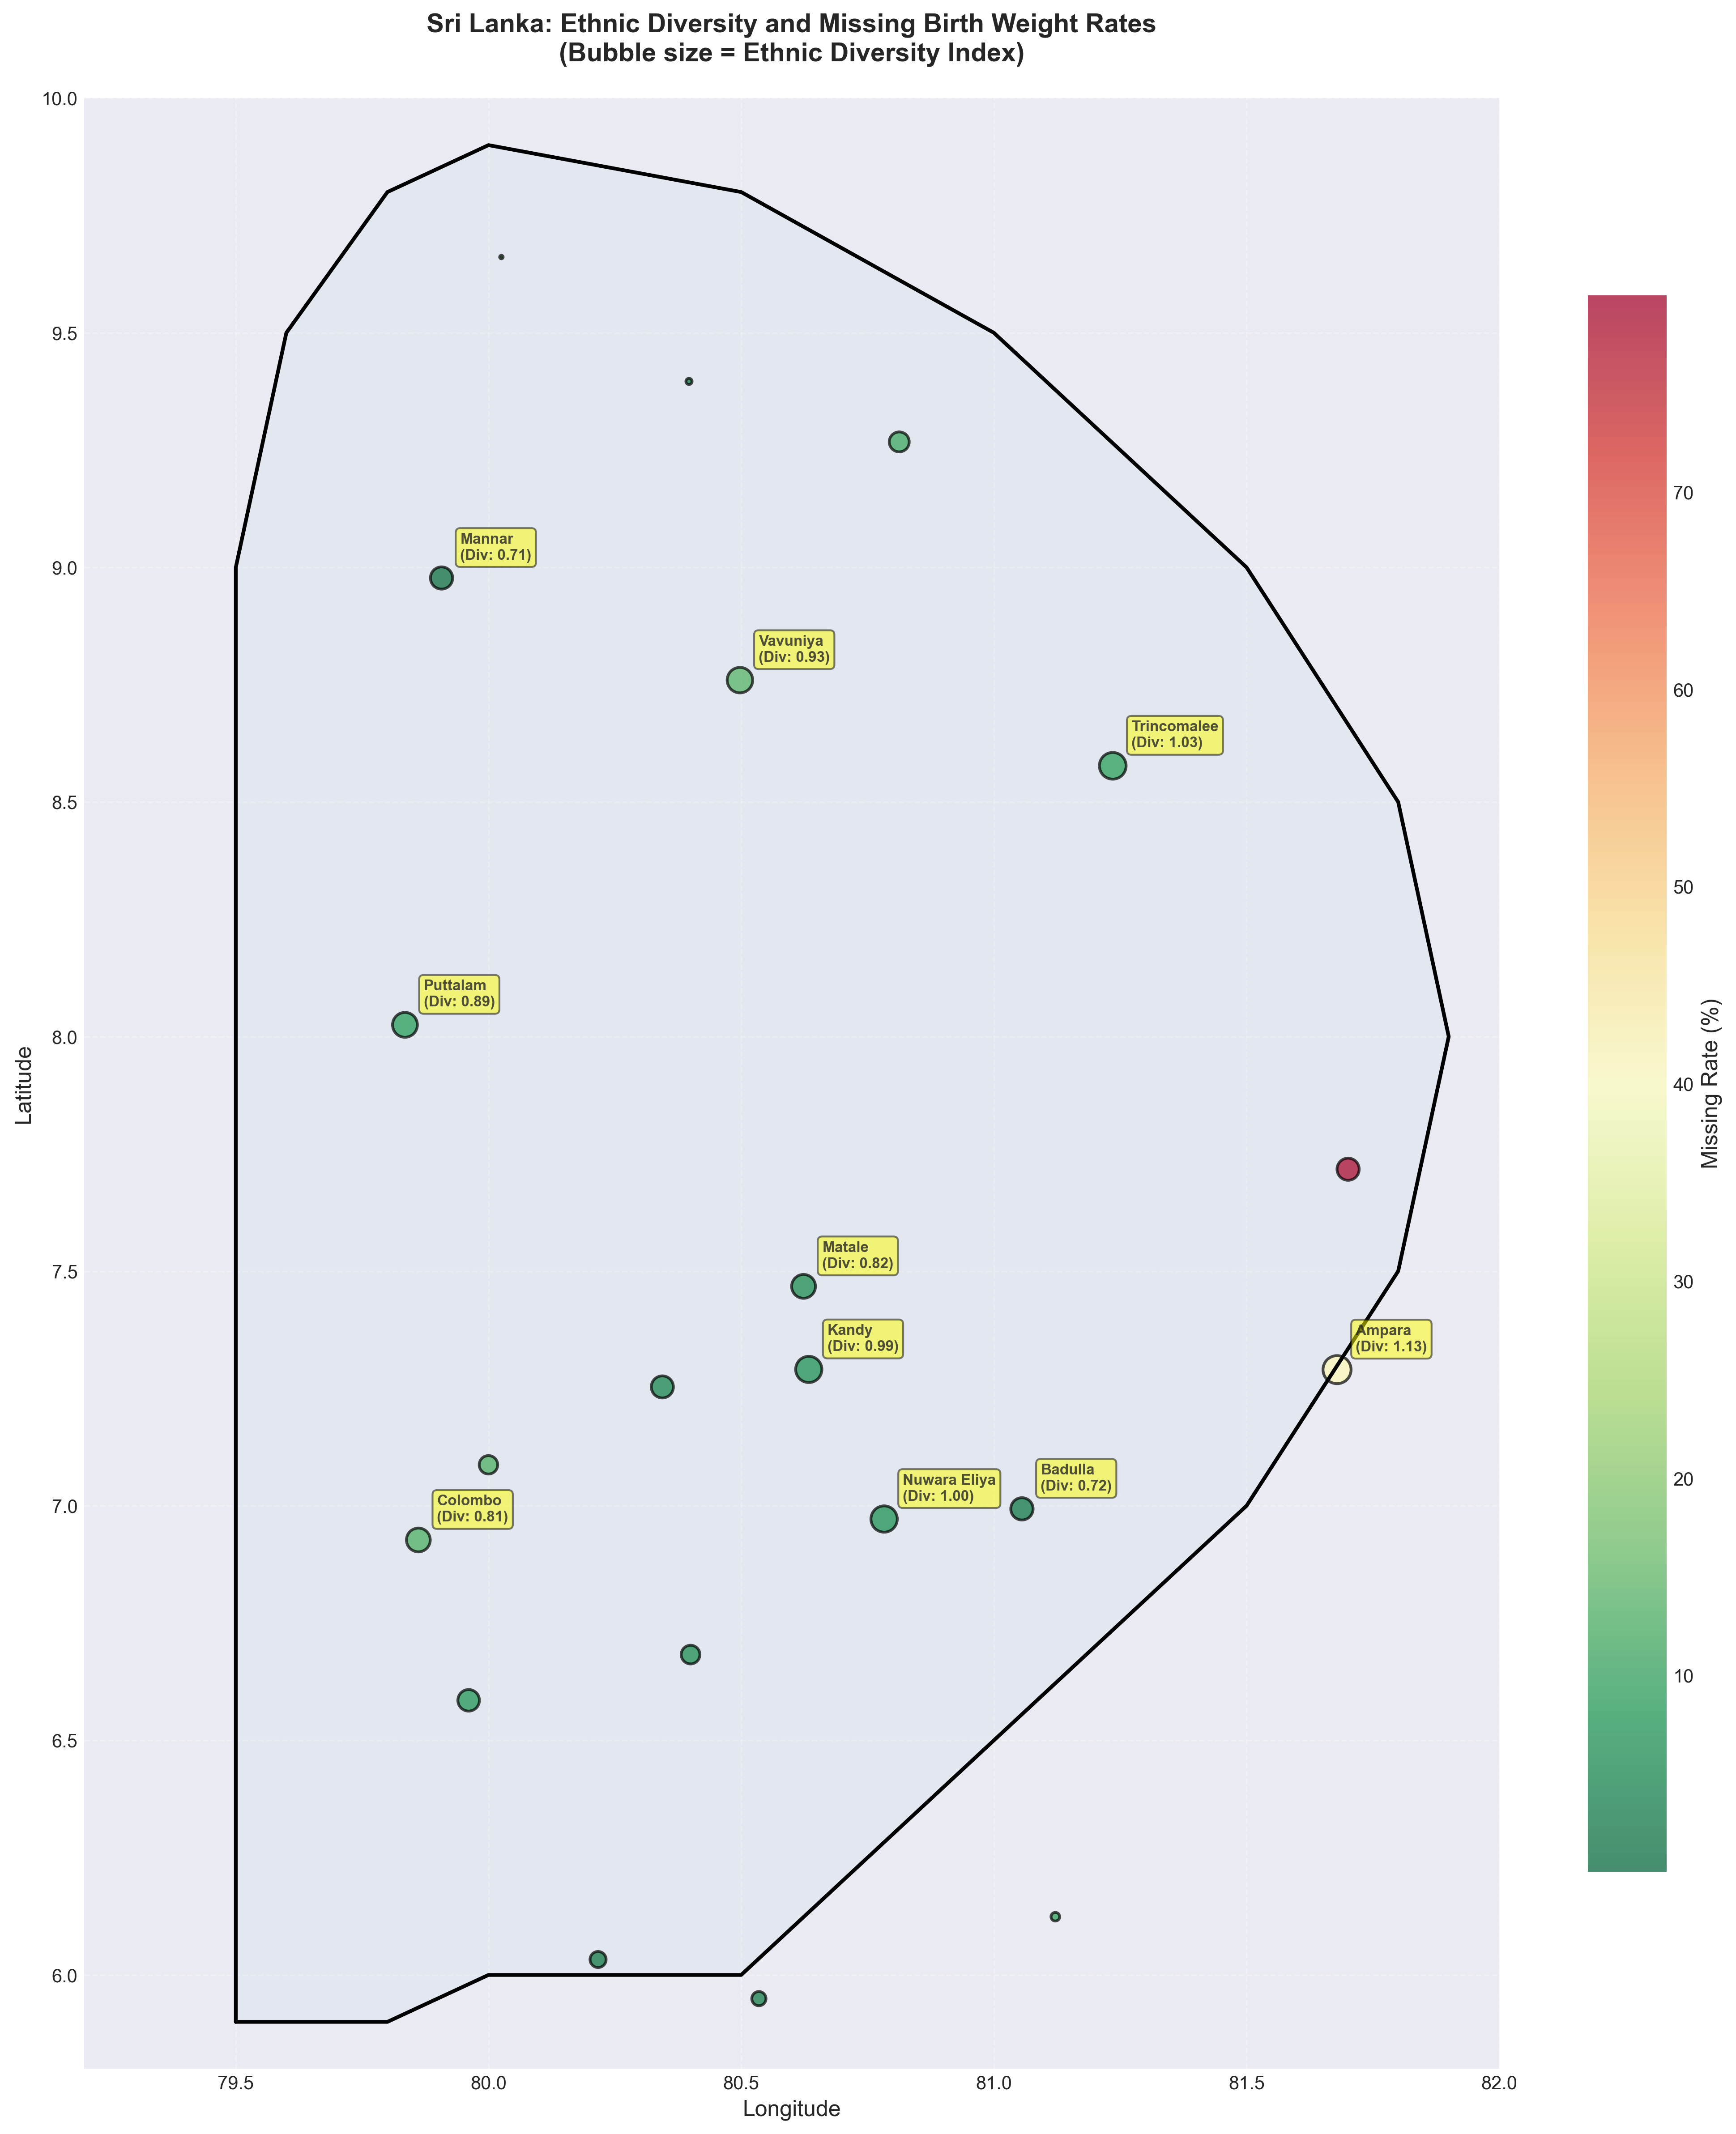 Sri Lanka: Ethnic Diversity and Missing Birth Weight Rates
(Bubble size = Ethnic Diversity Index)
10.0
9.5
9.0
8.5
8.0
7.5
7.0
6.5
6.0
Latitude
Mannar
(Div: 0.71)
Vavuniya
(Div: 0.93)
Trincomalee
(Div: 1.03)
Puttalam
(Div: 0.89)
Matale
(Div: 0.82)
Kandy
(Div: 0.99)
Ampara
(Div: 1.13)
Nuwara Eliya
(Div: 1.00)
Badulla
(Div: 0.72)
Colombo
(Div: 0.81)
79.5
80.0
80.5
81.0
81.5
82.0
Longitude
70
60
50
40
30
20
10
Missing Rate (%)